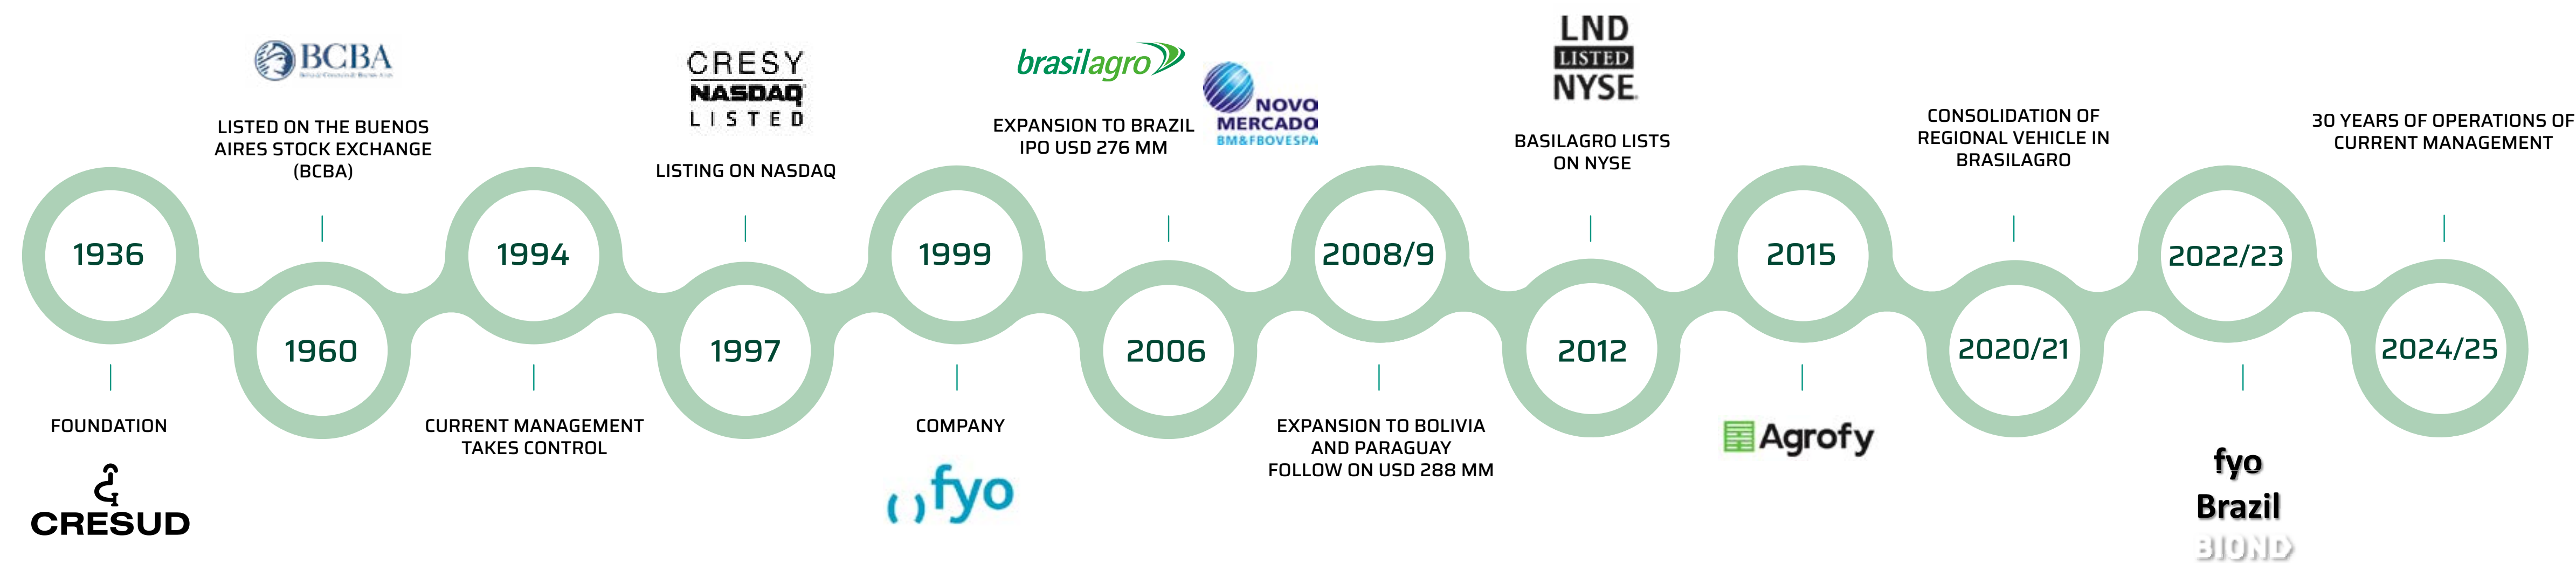 1936
FOUNDATION
CRESUD
BCBA
LISTED ON THE BUENOS
AIRES STOCK EXCHANGE
(BCBA)
1960
1994
CURRENT MANAGEMENT
TAKES CONTROL
CRESY
NASDAQ
LISTED
LISTING ON NASDAQ
1997
1999
COMPANY
fyo
brasilagro
EXPANSION TO BRAZIL
IPO USD 276 MM
NOVO
MERCADO
BM&FBOVESPA
2006
2008/9
EXPANSION TO BOLIVIA
AND PARAGUAY
FOLLOW ON USD 288 MM
LND
LISTED
NYSE
BASILAGRO LISTS
ON NYSE
2012
2015
Agrofy
CONSOLIDATION OF
REGIONAL VEHICLE IN
BRASILAGRO
2020/21
2022/23
fyo
Brazil
BIOND
30 YEARS OF OPERATIONS OF
CURRENT MANAGEMENT
2024/25